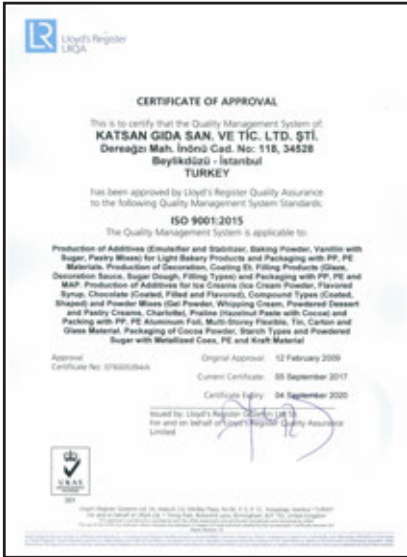 LR
Lloyd's Register
LRQA
CERTIFICATE OF APPROVAL
This is to certify that the Quality Management System of:
KATSAN GIDA SAN. VE TİC. LTD. ŞTİ.
Dereağzı Mah. İnönü Cad. No: 118, 34528
Beylikdüzü - İstanbul
TURKEY
has been approved by Lloyd's Register Quality Assurance
to the following Quality Management System Standards:
ISO 9001:2015
The Quality Management System is applicable to:
Production of Additives (Emulsifier and Stabilizer, Baking Powder, Vanillin with
Sugar, Pastry Mixes) for Light Bakery Products and Packaging with PP, PE
Materials. Production of Decoration, Coating Et. Filling Products (Glaze,
Decoration Sauce, Sugar Dough, Filling Types) and Packaging with PP, PE and
MAP. Production of Additives for Ice Creams (Ice Cream Powder, Flavored
Syrup, Chocolate (Coated, Filled and Flavored), Compound Types (Coated,
Shaped) and Powder Mixes (Gel Powder, Whipping Cream, Powdered Dessert
and Pastry Creams, Charlotte), Praline (Hazelnut Paste with Cocoa) and
Packing with PP, PE Aluminum Foil, Multi-Storey Flexible, Tin, Carton and
Glass Material. Packaging of Cocoa Powder, Starch Types and Powdered
Sugar with Metallized Coex, PE and Kraft Material
Approval
Certificate No:
Original Approval: 12 February 2009
Current Certificate: 05 September 2017
Certificate Expiry: 04 September 2020
Issued by: Lloyd's Register
For and on behalf of Lloyd's Register Quality Assurance
Limited
UKAS
001